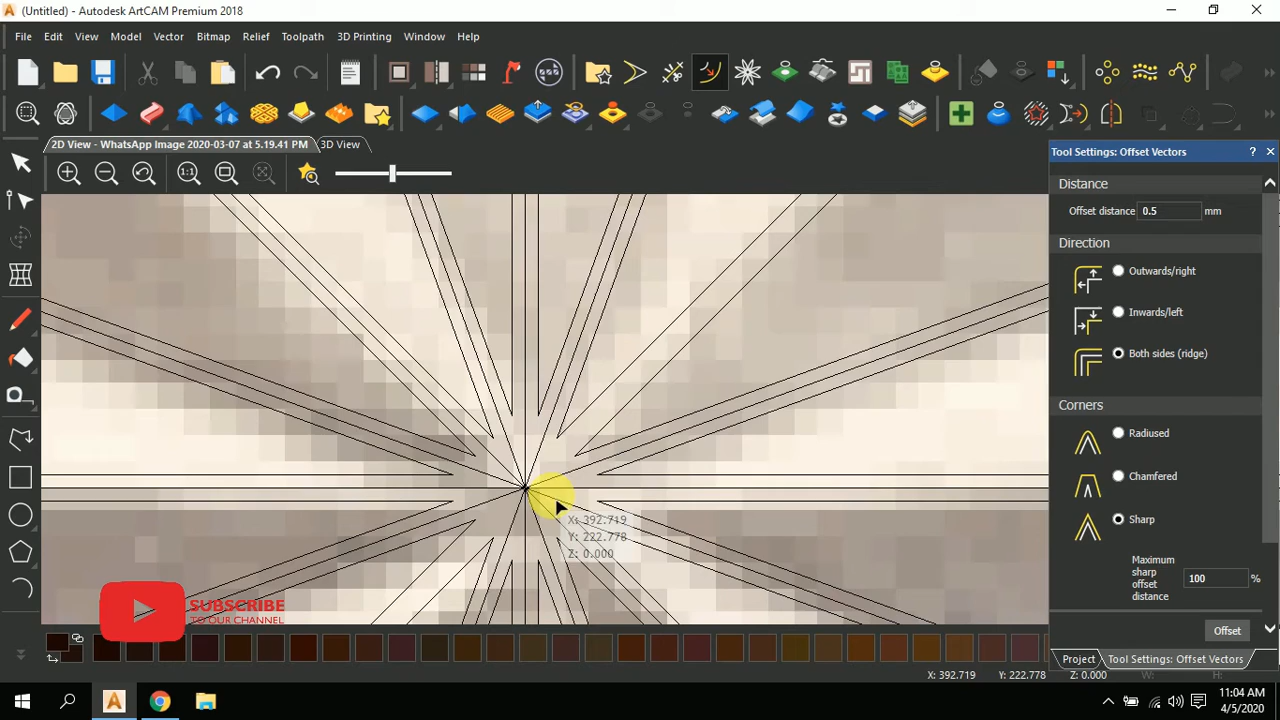 (Untitled) - Autodesk ArtCAM Premium 2018
File Edit View Model Vector Bitmap Relief Toolpath 3D Printing Window Help
2D View - WhatsApp Image 2020-03-07 at 5.19.41 PM 3D View
1:1
Tool Settings: Offset Vectors ?
Distance
Offset distance 0.5 mm
Direction
Outwards/right
Inwards/left
Both sides (ridge)
Corners
Radiused
Chamfered
Sharp
Maximum
sharp
offset
distance
100 %
Offset
X: 392.719
Y: 222.778
Z: 0.000
SUBSCRIBE
TO OUR CHANNEL
Project Tool Settings: Offset Vectors
X: 392.719 Y: 222.778 Z: 0.000 W: H:
11:04 AM
4/5/2020